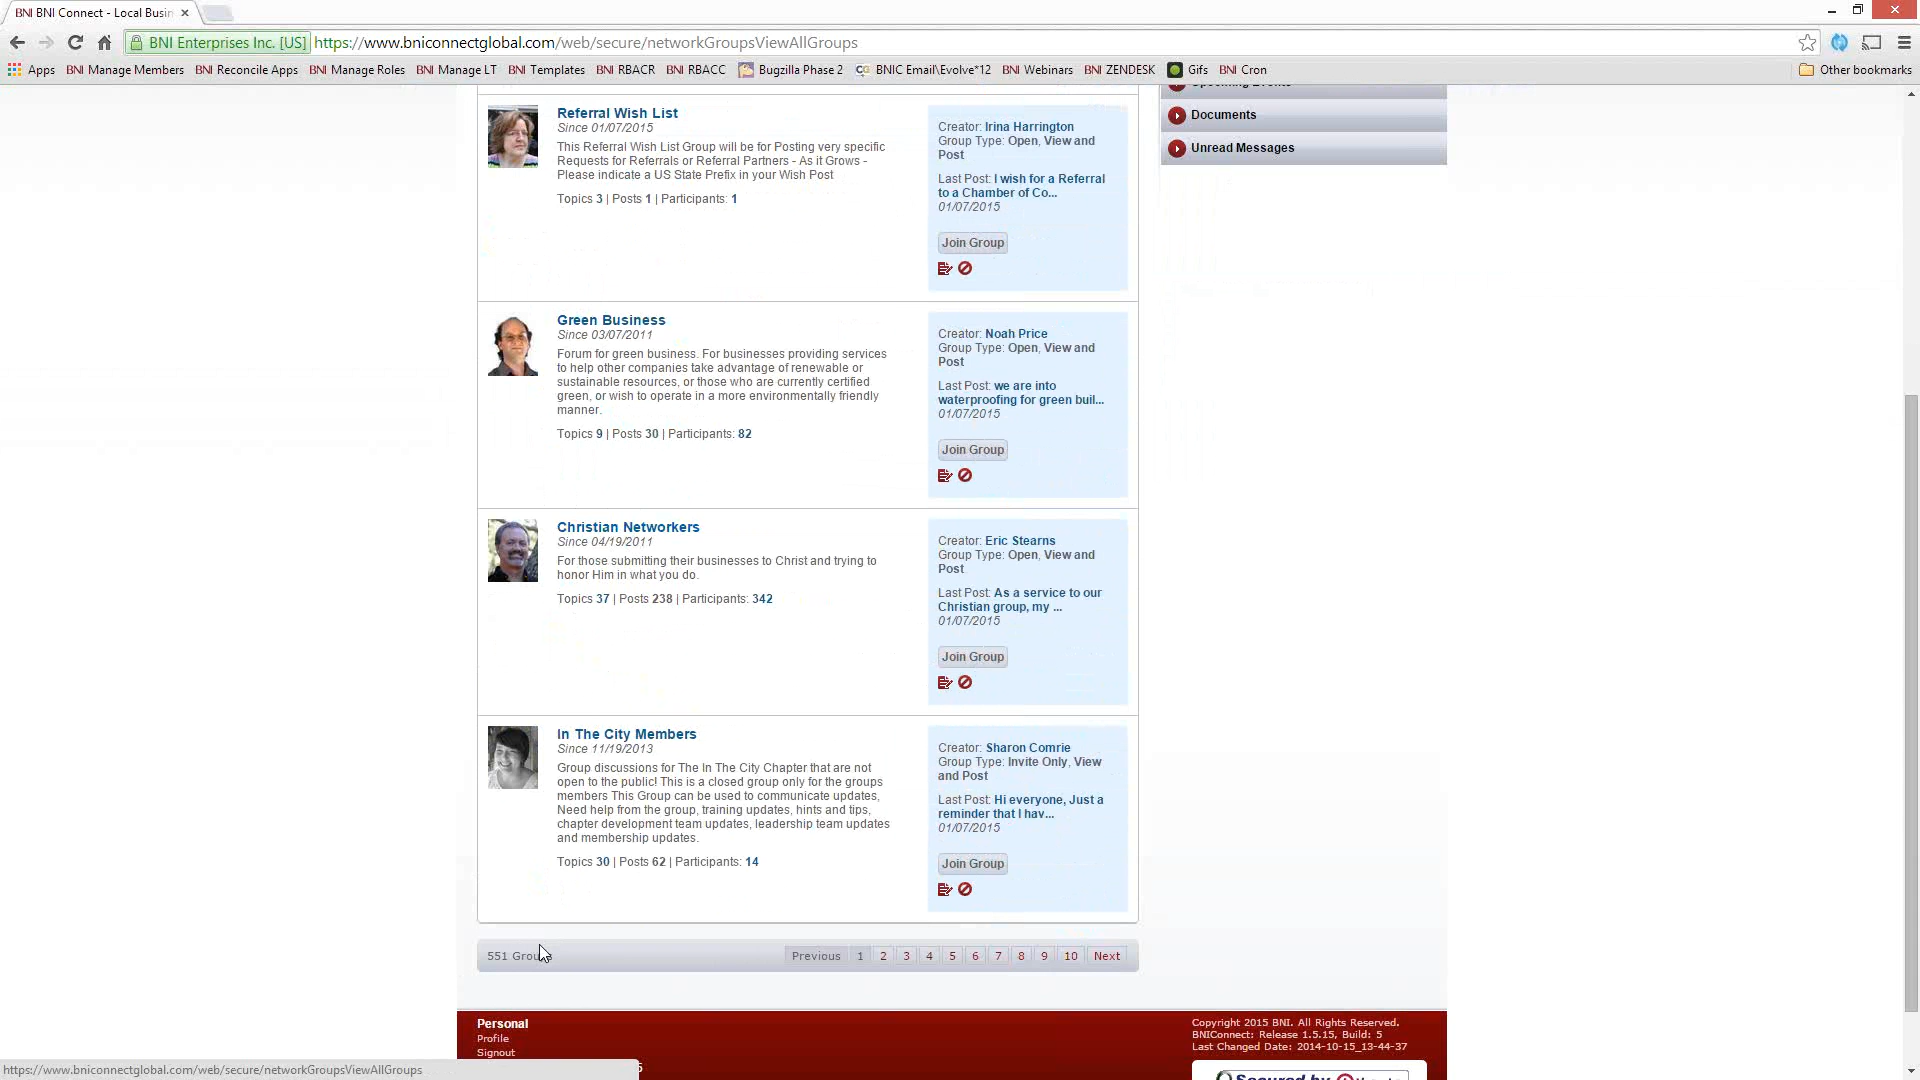 BNI BNI Connect - Local Busin
BNI Enterprises Inc. [US] https://www.bniconnectglobal.com/web/secure/networkGroupsViewAllGroups
Apps BNI Manage Members BNI Reconcile Apps BNI Manage Roles BNI Manage LT BNI Templates BNI RBACR BNI RBACC Bugzilla Phase 2 BNIC Email\Evolve*12 BNI Webinars BNI ZENDESK Gifs BNI Cron Other bookmarks
Documents
Unread Messages
Referral Wish List
Since 01/07/2015
This Referral Wish List Group will be for Posting very specific
Requests for Referrals or Referral Partners - As it Grows -
Please indicate a US State Prefix in your Wish Post
Topics 3 | Posts 1 | Participants: 1
Creator: Irina Harrington
Group Type: Open, View and
Post
Last Post: I wish for a Referral
to a Chamber of Co...
01/07/2015
Join Group
Green Business
Since 03/07/2011
Forum for green business. For businesses providing services
to help other companies take advantage of renewable or
sustainable resources, or those who are currently certified
green, or wish to operate in a more environmentally friendly
manner.
Topics 9 | Posts 30 | Participants: 82
Creator: Noah Price
Group Type: Open, View and
Post
Last Post: we are into
waterproofing for green buil...
01/07/2015
Join Group
Christian Networkers
Since 04/19/2011
For those submitting their businesses to Christ and trying to
honor Him in what you do.
Topics 37 | Posts 238 | Participants: 342
Creator: Eric Stearns
Group Type: Open, View and
Post
Last Post: As a service to our
Christian group, my ...
01/07/2015
Join Group
In The City Members
Since 11/19/2013
Group discussions for The In The City Chapter that are not
open to the public! This is a closed group only for the groups
members This Group can be used to communicate updates,
Need help from the group, training updates, hints and tips,
chapter development team updates, leadership team updates
and membership updates.
Topics 30 | Posts 62 | Participants: 14
Creator: Sharon Comrie
Group Type: Invite Only, View
and Post
Last Post: Hi everyone, Just a
reminder that I hav...
01/07/2015
Join Group
551 Groups
Previous 1 2 3 4 5 6 7 8 9 10 Next
Personal
Profile
Signout
Copyright 2015 BNI. All Rights Reserved.
BNIConnect: Release 1.5.15, Build: 5
Last Changed Date: 2014-10-15_13-44-37
https://www.bniconnectglobal.com/web/secure/networkGroupsViewAllGroups